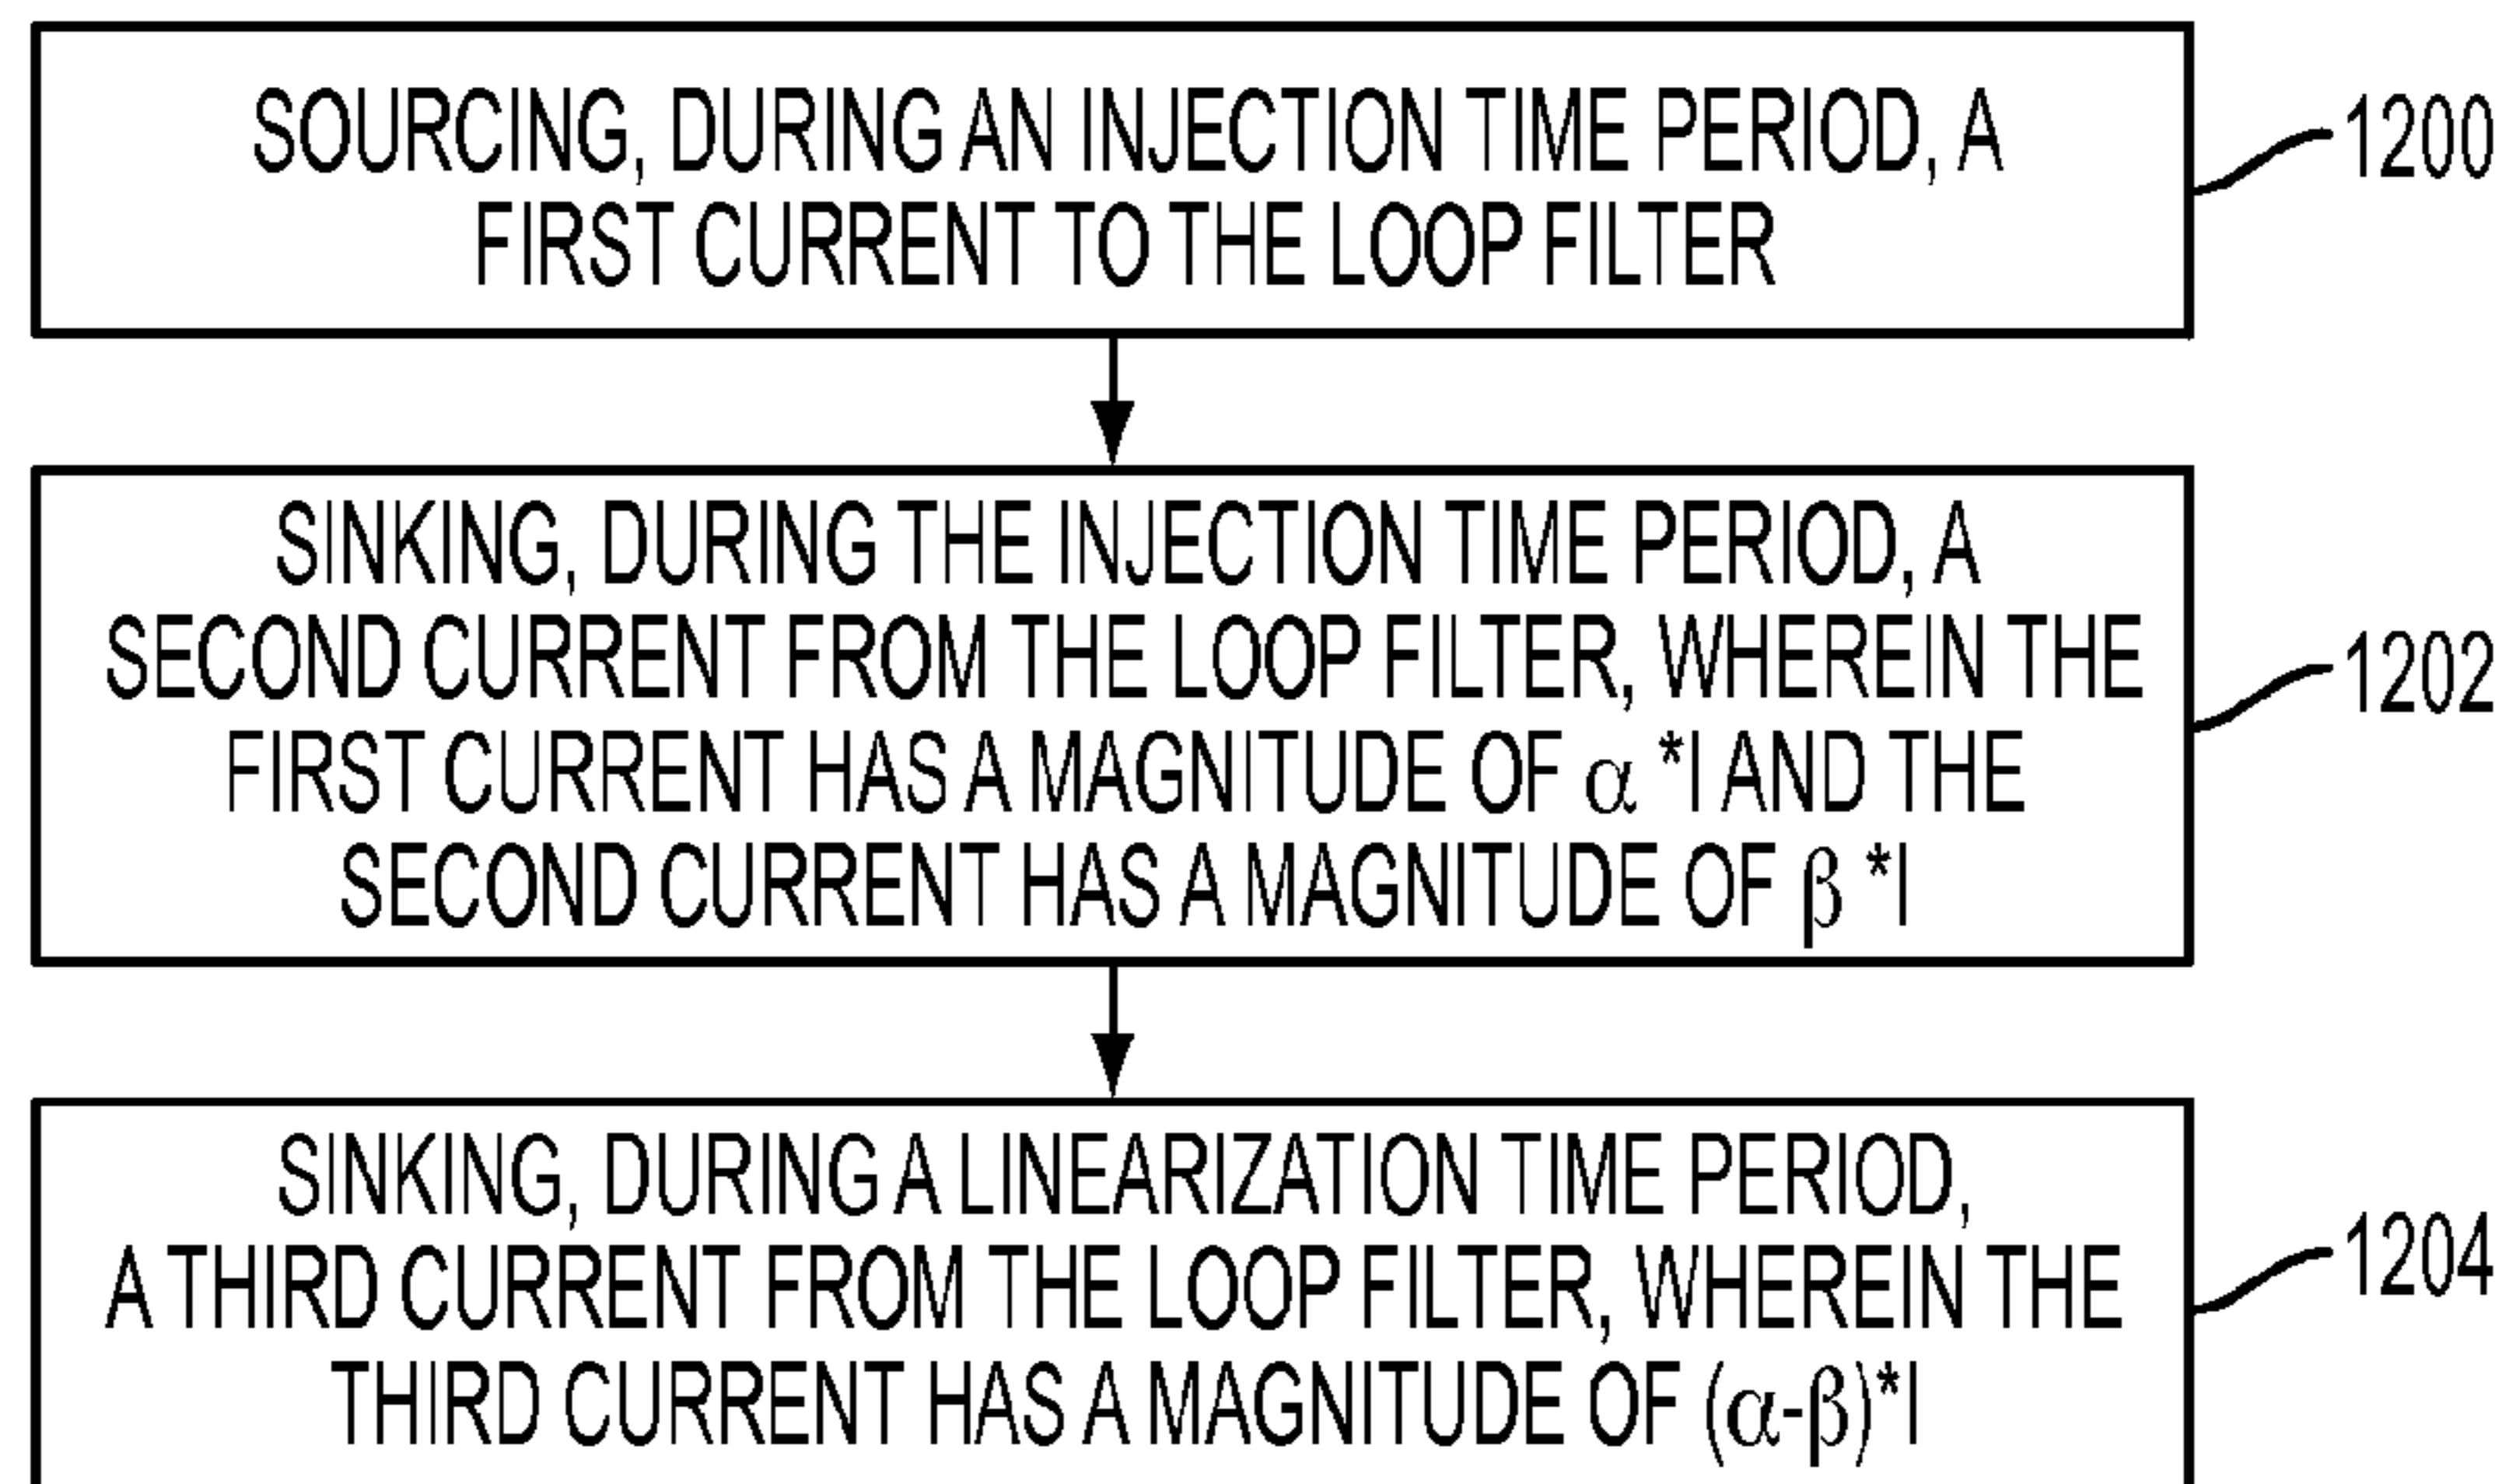 SOURCING, DURING AN INJECTION TIME PERIOD, A
FIRST CURRENT TO THE LOOP FILTER
1200
SINKING, DURING THE INJECTION TIME PERIOD, A
SECOND CURRENT FROM THE LOOP FILTER, WHEREIN THE
FIRST CURRENT HAS A MAGNITUDE OF α *I AND THE
SECOND CURRENT HAS A MAGNITUDE OF β *I
1202
SINKING, DURING A LINEARIZATION TIME PERIOD,
A THIRD CURRENT FROM THE LOOP FILTER, WHEREIN THE
THIRD CURRENT HAS A MAGNITUDE OF (α-β)*I
1204